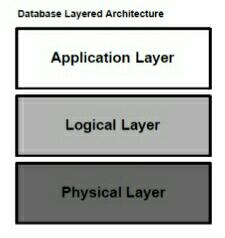 Database Layered Architecture
Application Layer
Logical Layer
Physical Layer